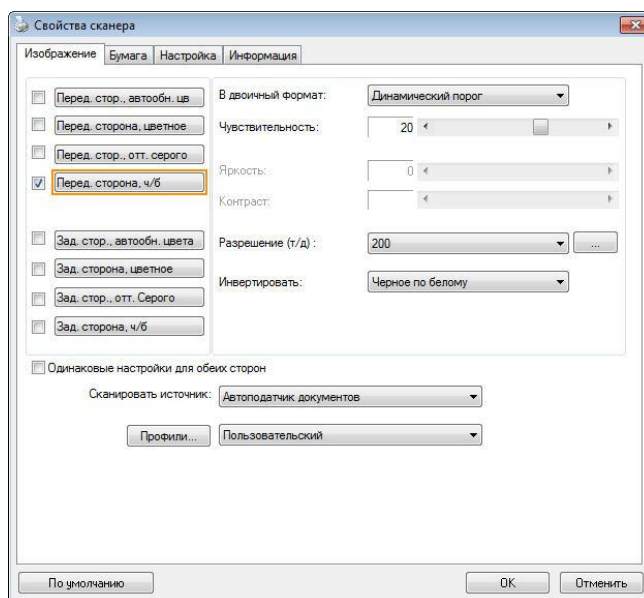 Свойства сканера
Изображение Бумага Настройка Информация
Перед. стор., автообн. цв
Перед. сторона, цветное
Перед. стор., отт. серого
Перед. сторона, ч/б
Зад. стор., автообн. цвета
Зад. сторона, цветное
Зад. стор., отт. Серого
Зад. сторона, ч/б
В двоичный формат: Динамический порог
Чувствительность: 20
Яркость: 0
Контраст:
Разрешение (т/д) : 200 ...
Инвертировать: Черное по белому
Одинаковые настройки для обеих сторон
Сканировать источник: Автоподатчик документов
Профили... Пользовательский
По умолчанию OK Отменить